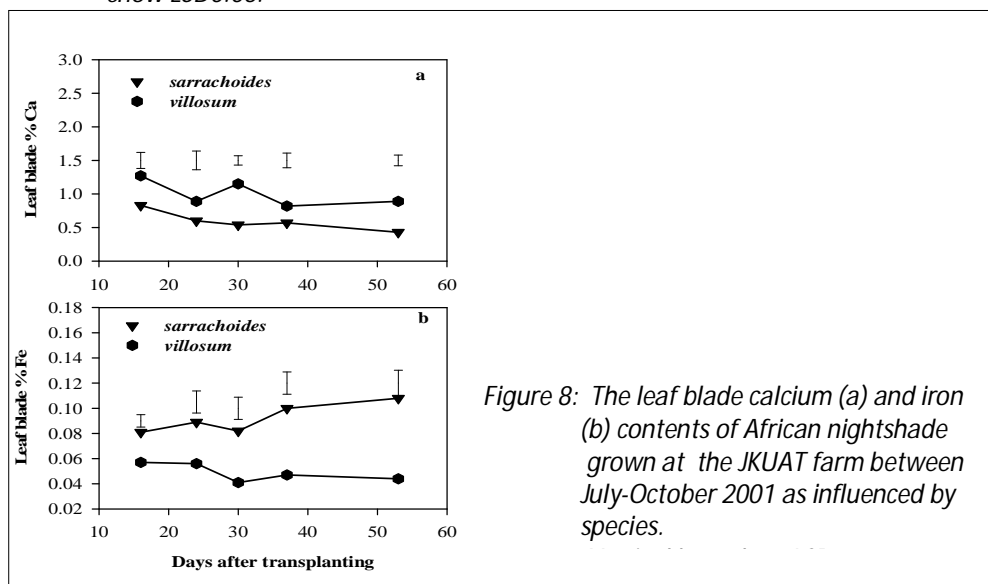 3.0
2.5
2.0
1.5
1.0
0.5
0.0
Leaf blade %Ca
sarrachoides
villosum
a
10 20 30 40 50 60
0.18
0.16
0.14
0.12
0.10
0.08
0.06
0.04
0.02
Leaf blade %Fe
sarrachoides
villosum
b
10 20 30 40 50 60
Days after transplanting
Figure 8: The leaf blade calcium (a) and iron
(b) contents of African nightshade
grown at the JKUAT farm between
July-October 2001 as influenced by
species.